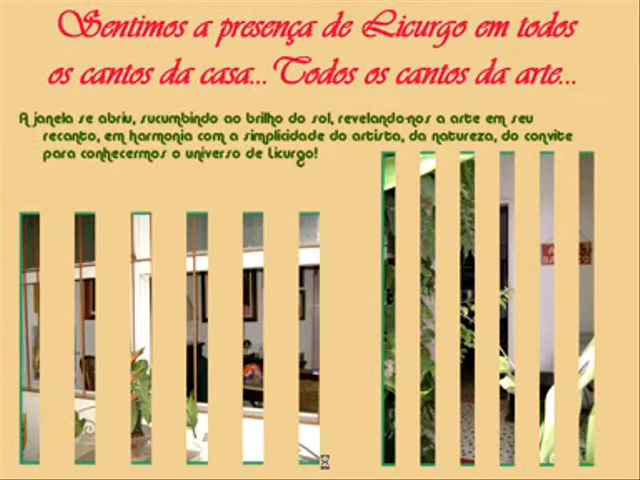 Sentimos a presença de Licurgo em todos
os cantos da casa... Todos os cantos da arte...
A janela se abriu, sucumbindo ao brilho do sol, revelando-nos a arte em seu
recanto, em harmonia com a simplicidade do artista, da natureza, do convite
para conhecermos o universo de Licurgo!